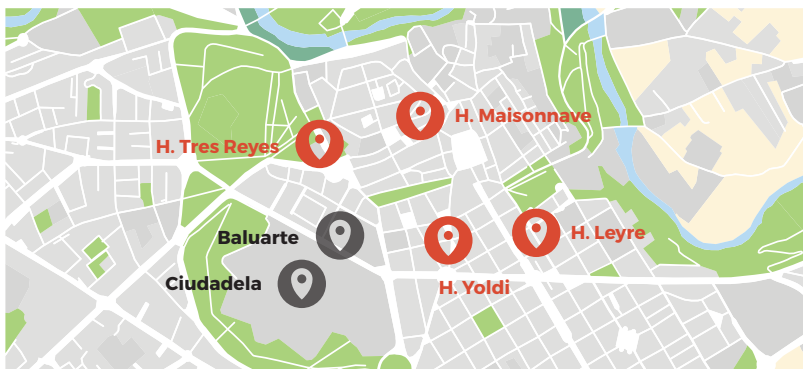 H. Maisonnave
H. Tres Reyes
Baluarte
H. Leyre
Ciudadela
H. Yoldi